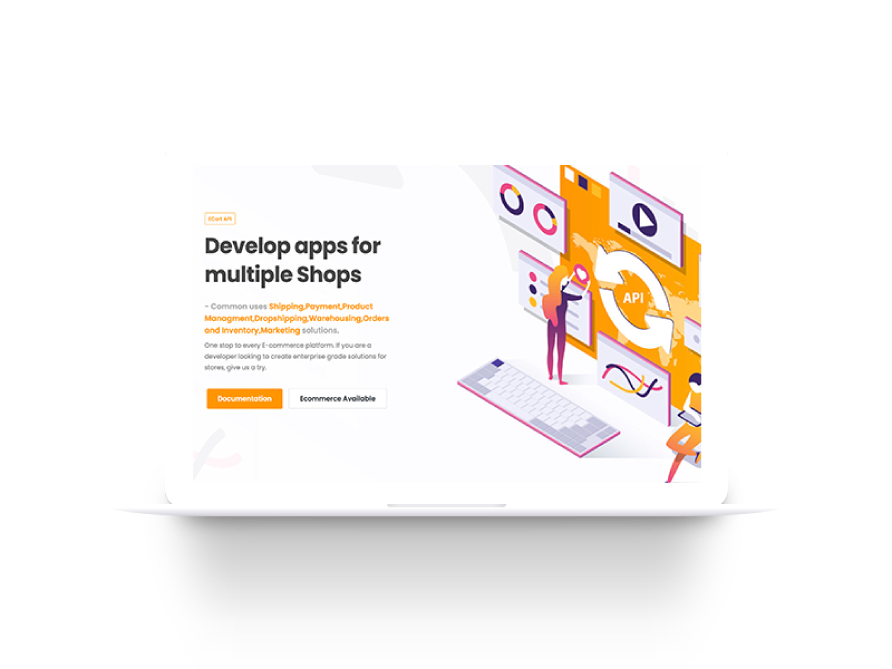 Develop apps for
multiple Shops
- Common uses Shipping,Payment,Product
Managment,Dropshipping,Warehousing,Orders
and Inventory,Marketing solutions.
One stop to every E-commerce platform. If you are a
developer looking to create enterprise grade solutions for
stores, give us a try.
Documentation
Ecommerce Available
API